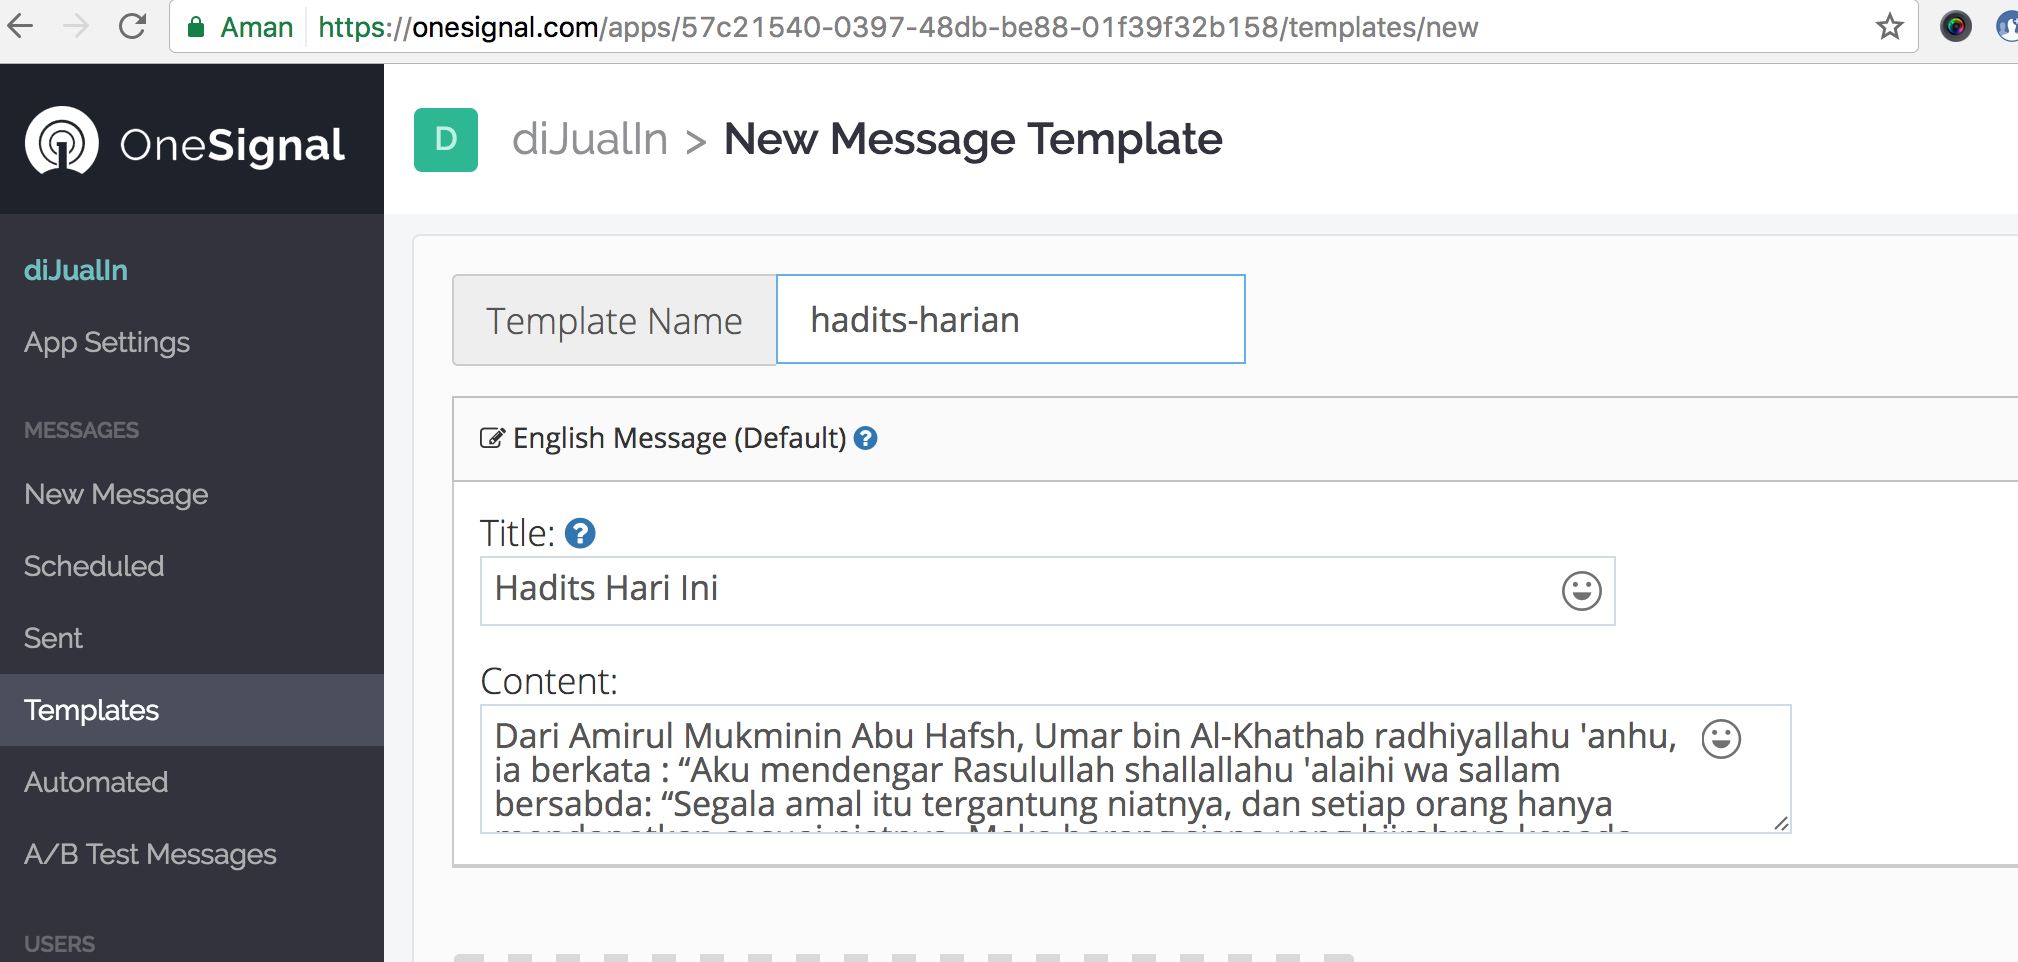 Aman https://onesignal.com/apps/57c21540-0397-48db-be88-01f39f32b158/templates/new
OneSignal
D diJualIn > New Message Template
diJualIn
App Settings
MESSAGES
New Message
Scheduled
Sent
Templates
Automated
A/B Test Messages
USERS
Template Name hadits-harian
English Message (Default) ?
Title: ?
Hadits Hari Ini
Content:
Dari Amirul Mukminin Abu Hafsh, Umar bin Al-Khathab radhiyallahu 'anhu,
ia berkata : “Aku mendengar Rasulullah shallallahu 'alaihi wa sallam
bersabda: “Segala amal itu tergantung niatnya, dan setiap orang hanya